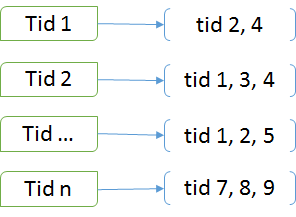 Tid 1 tid 2, 4
Tid 2 tid 1, 3, 4
Tid ... tid 1, 2, 5
Tid n tid 7, 8, 9